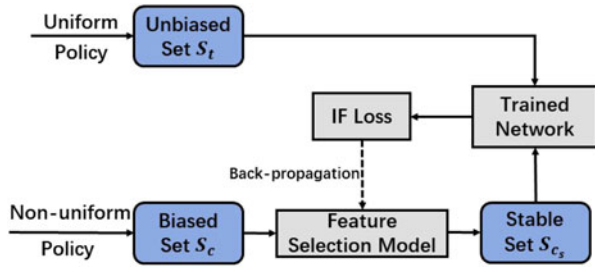 Uniform
Policy
Unbiased
Set S_t
IF Loss
Trained
Network
Back-propagation
Non-uniform
Policy
Biased
Set S_c
Feature
Selection Model
Stable
Set S_{c_s}